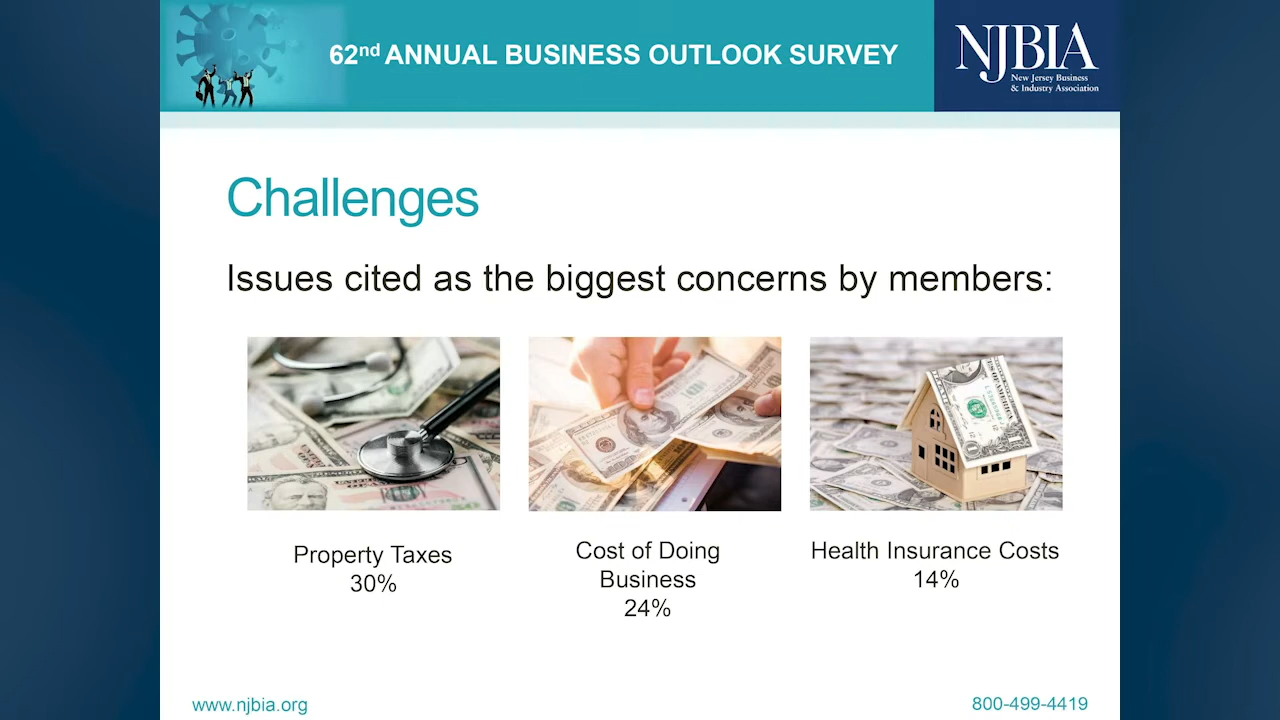 62nd ANNUAL BUSINESS OUTLOOK SURVEY
NJBIA
New Jersey Business
& Industry Association
Challenges
Issues cited as the biggest concerns by members:
Property Taxes
30%
Cost of Doing
Business
24%
Health Insurance Costs
14%
www.njbia.org
800-499-4419